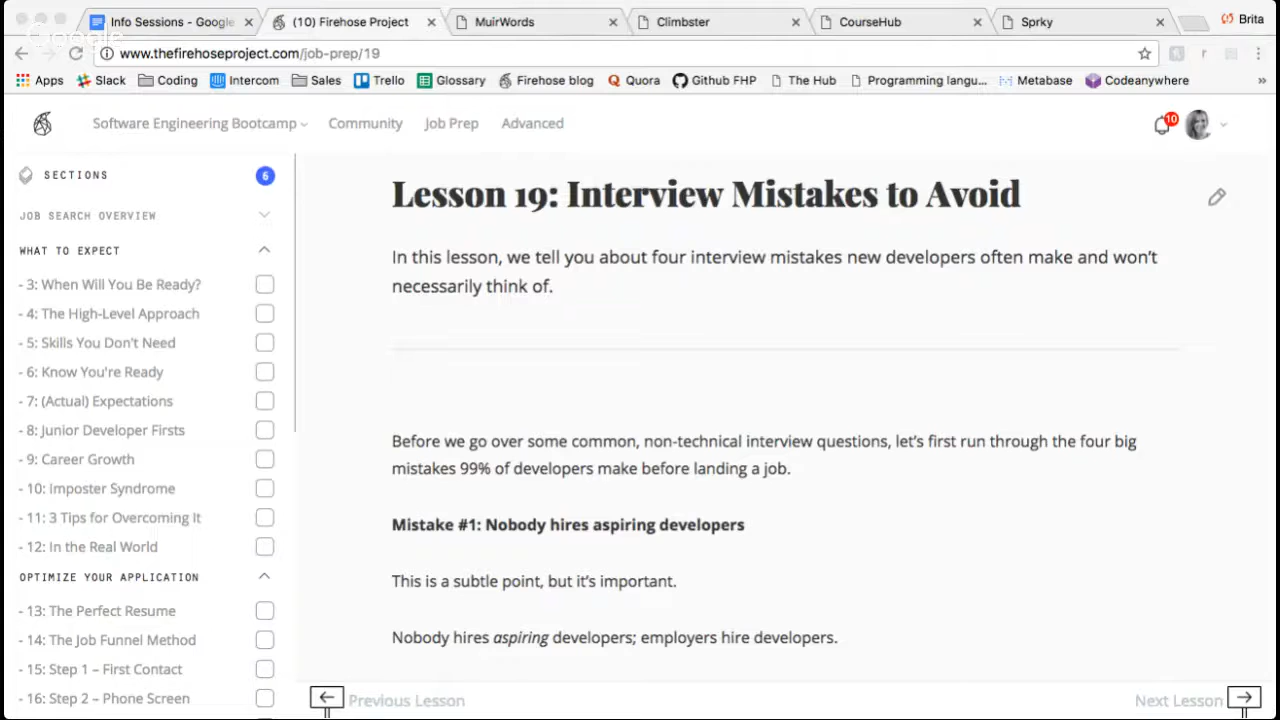 Info Sessions - Google
(10) Firehose Project
MuirWords
Climbster
CourseHub
Sprky
Brita
Google
www.thefirehoseproject.com/job-prep/19
Apps
Slack
Coding
Intercom
Sales
Trello
Glossary
Firehose blog
Quora
Github FHP
The Hub
Programming langu...
Metabase
Codeanywhere
»
Software Engineering Bootcamp
Community
Job Prep
Advanced
10
SECTIONS
6
JOB SEARCH OVERVIEW
WHAT TO EXPECT
- 3: When Will You Be Ready?
- 4: The High-Level Approach
- 5: Skills You Don't Need
- 6: Know You're Ready
- 7: (Actual) Expectations
- 8: Junior Developer Firsts
- 9: Career Growth
- 10: Imposter Syndrome
- 11: 3 Tips for Overcoming It
- 12: In the Real World
OPTIMIZE YOUR APPLICATION
- 13: The Perfect Resume
- 14: The Job Funnel Method
- 15: Step 1 – First Contact
- 16: Step 2 – Phone Screen
Lesson 19: Interview Mistakes to Avoid
In this lesson, we tell you about four interview mistakes new developers often make and won't
necessarily think of.
Before we go over some common, non-technical interview questions, let's first run through the four big
mistakes 99% of developers make before landing a job.
Mistake #1: Nobody hires aspiring developers
This is a subtle point, but it's important.
Nobody hires aspiring developers; employers hire developers.
Previous Lesson
Next Lesson